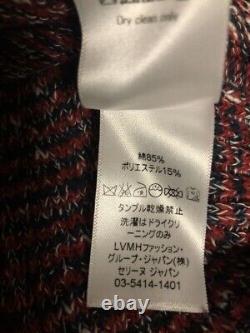 Dry clean only
綿85%
ポリエステル15%
タンブル乾燥禁止
洗濯はドライクリ
ーニングのみ
LVMHファッション・
グループ・ジャパン(株)
セリーヌ ジャパン
03-5414-1401